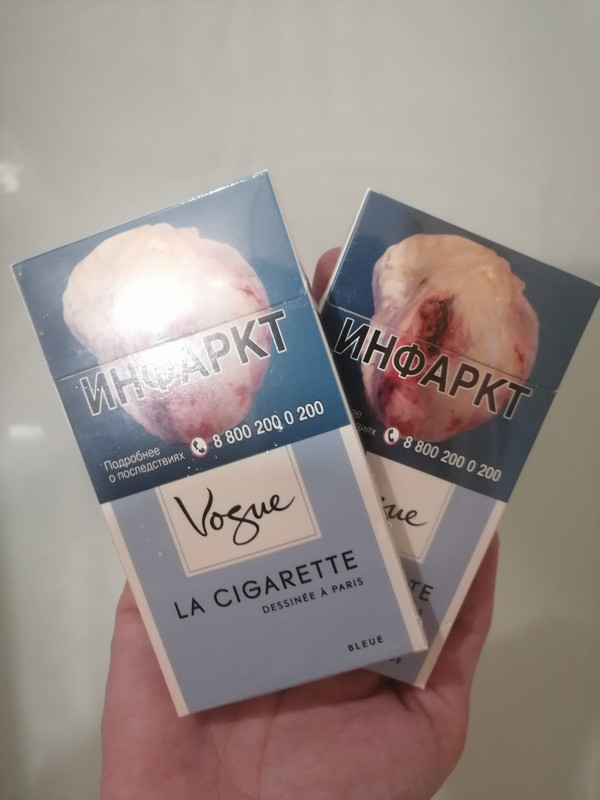 ИНФАРКТ
Подробнее
о последствиях
8 800 200 0 200
Vogue
LA CIGARETTE
DESSINÉE À PARIS
BLEUE
ИНФАРКТ
8 800 200 0 200